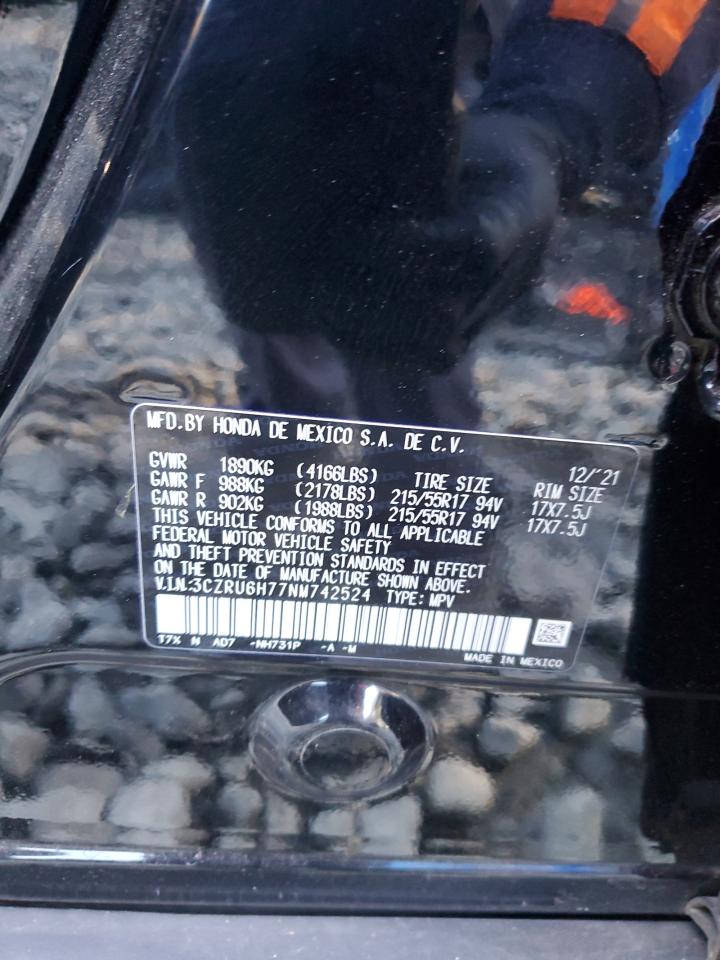 MFD.BY HONDA DE MEXICO S.A. DE C.V.
12/'21
GVWR 1890KG (4166LBS) TIRE SIZE RIM SIZE
GAWR F 988KG (2178LBS) 215/55R17 94V 17X7.5J
GAWR R 902KG (1988LBS) 215/55R17 94V 17X7.5J
THIS VEHICLE CONFORMS TO ALL APPLICABLE
FEDERAL MOTOR VEHICLE SAFETY
AND THEFT PREVENTION STANDARDS IN EFFECT
ON THE DATE OF MANUFACTURE SHOWN ABOVE.
V.I.N.:3CZRU6H77NM742524 TYPE: MPV
T7X N AD7 -NH731P -A -M
MADE IN MEXICO